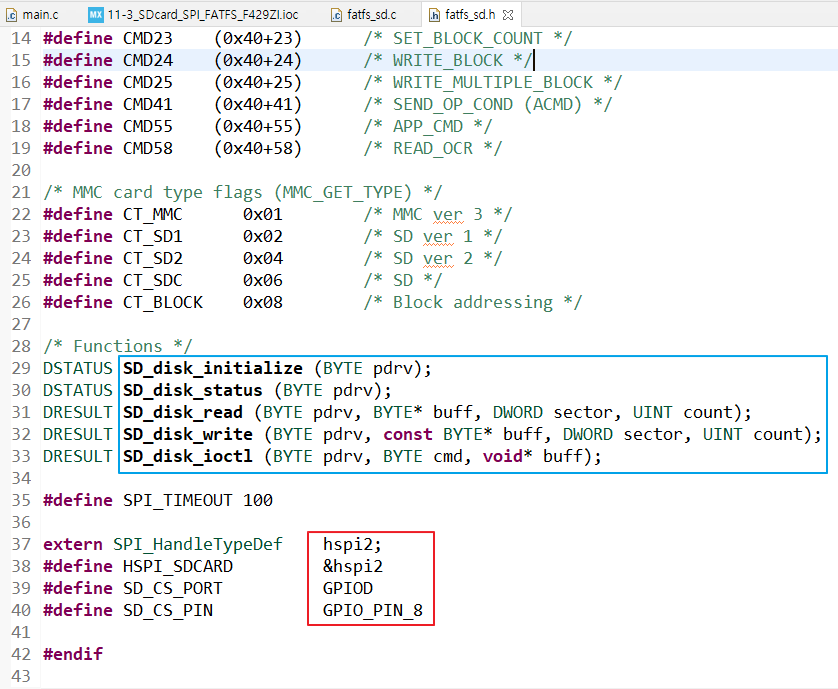 main.c MX 11-3_SDcard_SPI_FATFS_F429ZI.ioc fatfs_sd.c fatfs_sd.h
14 #define CMD23 (0x40+23) /* SET_BLOCK_COUNT */
15 #define CMD24 (0x40+24) /* WRITE_BLOCK */
16 #define CMD25 (0x40+25) /* WRITE_MULTIPLE_BLOCK */
17 #define CMD41 (0x40+41) /* SEND_OP_COND (ACMD) */
18 #define CMD55 (0x40+55) /* APP_CMD */
19 #define CMD58 (0x40+58) /* READ_OCR */
20
21 /* MMC card type flags (MMC_GET_TYPE) */
22 #define CT_MMC 0x01 /* MMC ver 3 */
23 #define CT_SD1 0x02 /* SD ver 1 */
24 #define CT_SD2 0x04 /* SD ver 2 */
25 #define CT_SDC 0x06 /* SD */
26 #define CT_BLOCK 0x08 /* Block addressing */
27
28 /* Functions */
29 DSTATUS SD_disk_initialize (BYTE pdrv);
30 DSTATUS SD_disk_status (BYTE pdrv);
31 DRESULT SD_disk_read (BYTE pdrv, BYTE* buff, DWORD sector, UINT count);
32 DRESULT SD_disk_write (BYTE pdrv, const BYTE* buff, DWORD sector, UINT count);
33 DRESULT SD_disk_ioctl (BYTE pdrv, BYTE cmd, void* buff);
34
35 #define SPI_TIMEOUT 100
36
37 extern SPI_HandleTypeDef hspi2;
38 #define HSPI_SDCARD &hspi2
39 #define SD_CS_PORT GPIOD
40 #define SD_CS_PIN GPIO_PIN_8
41
42 #endif
43